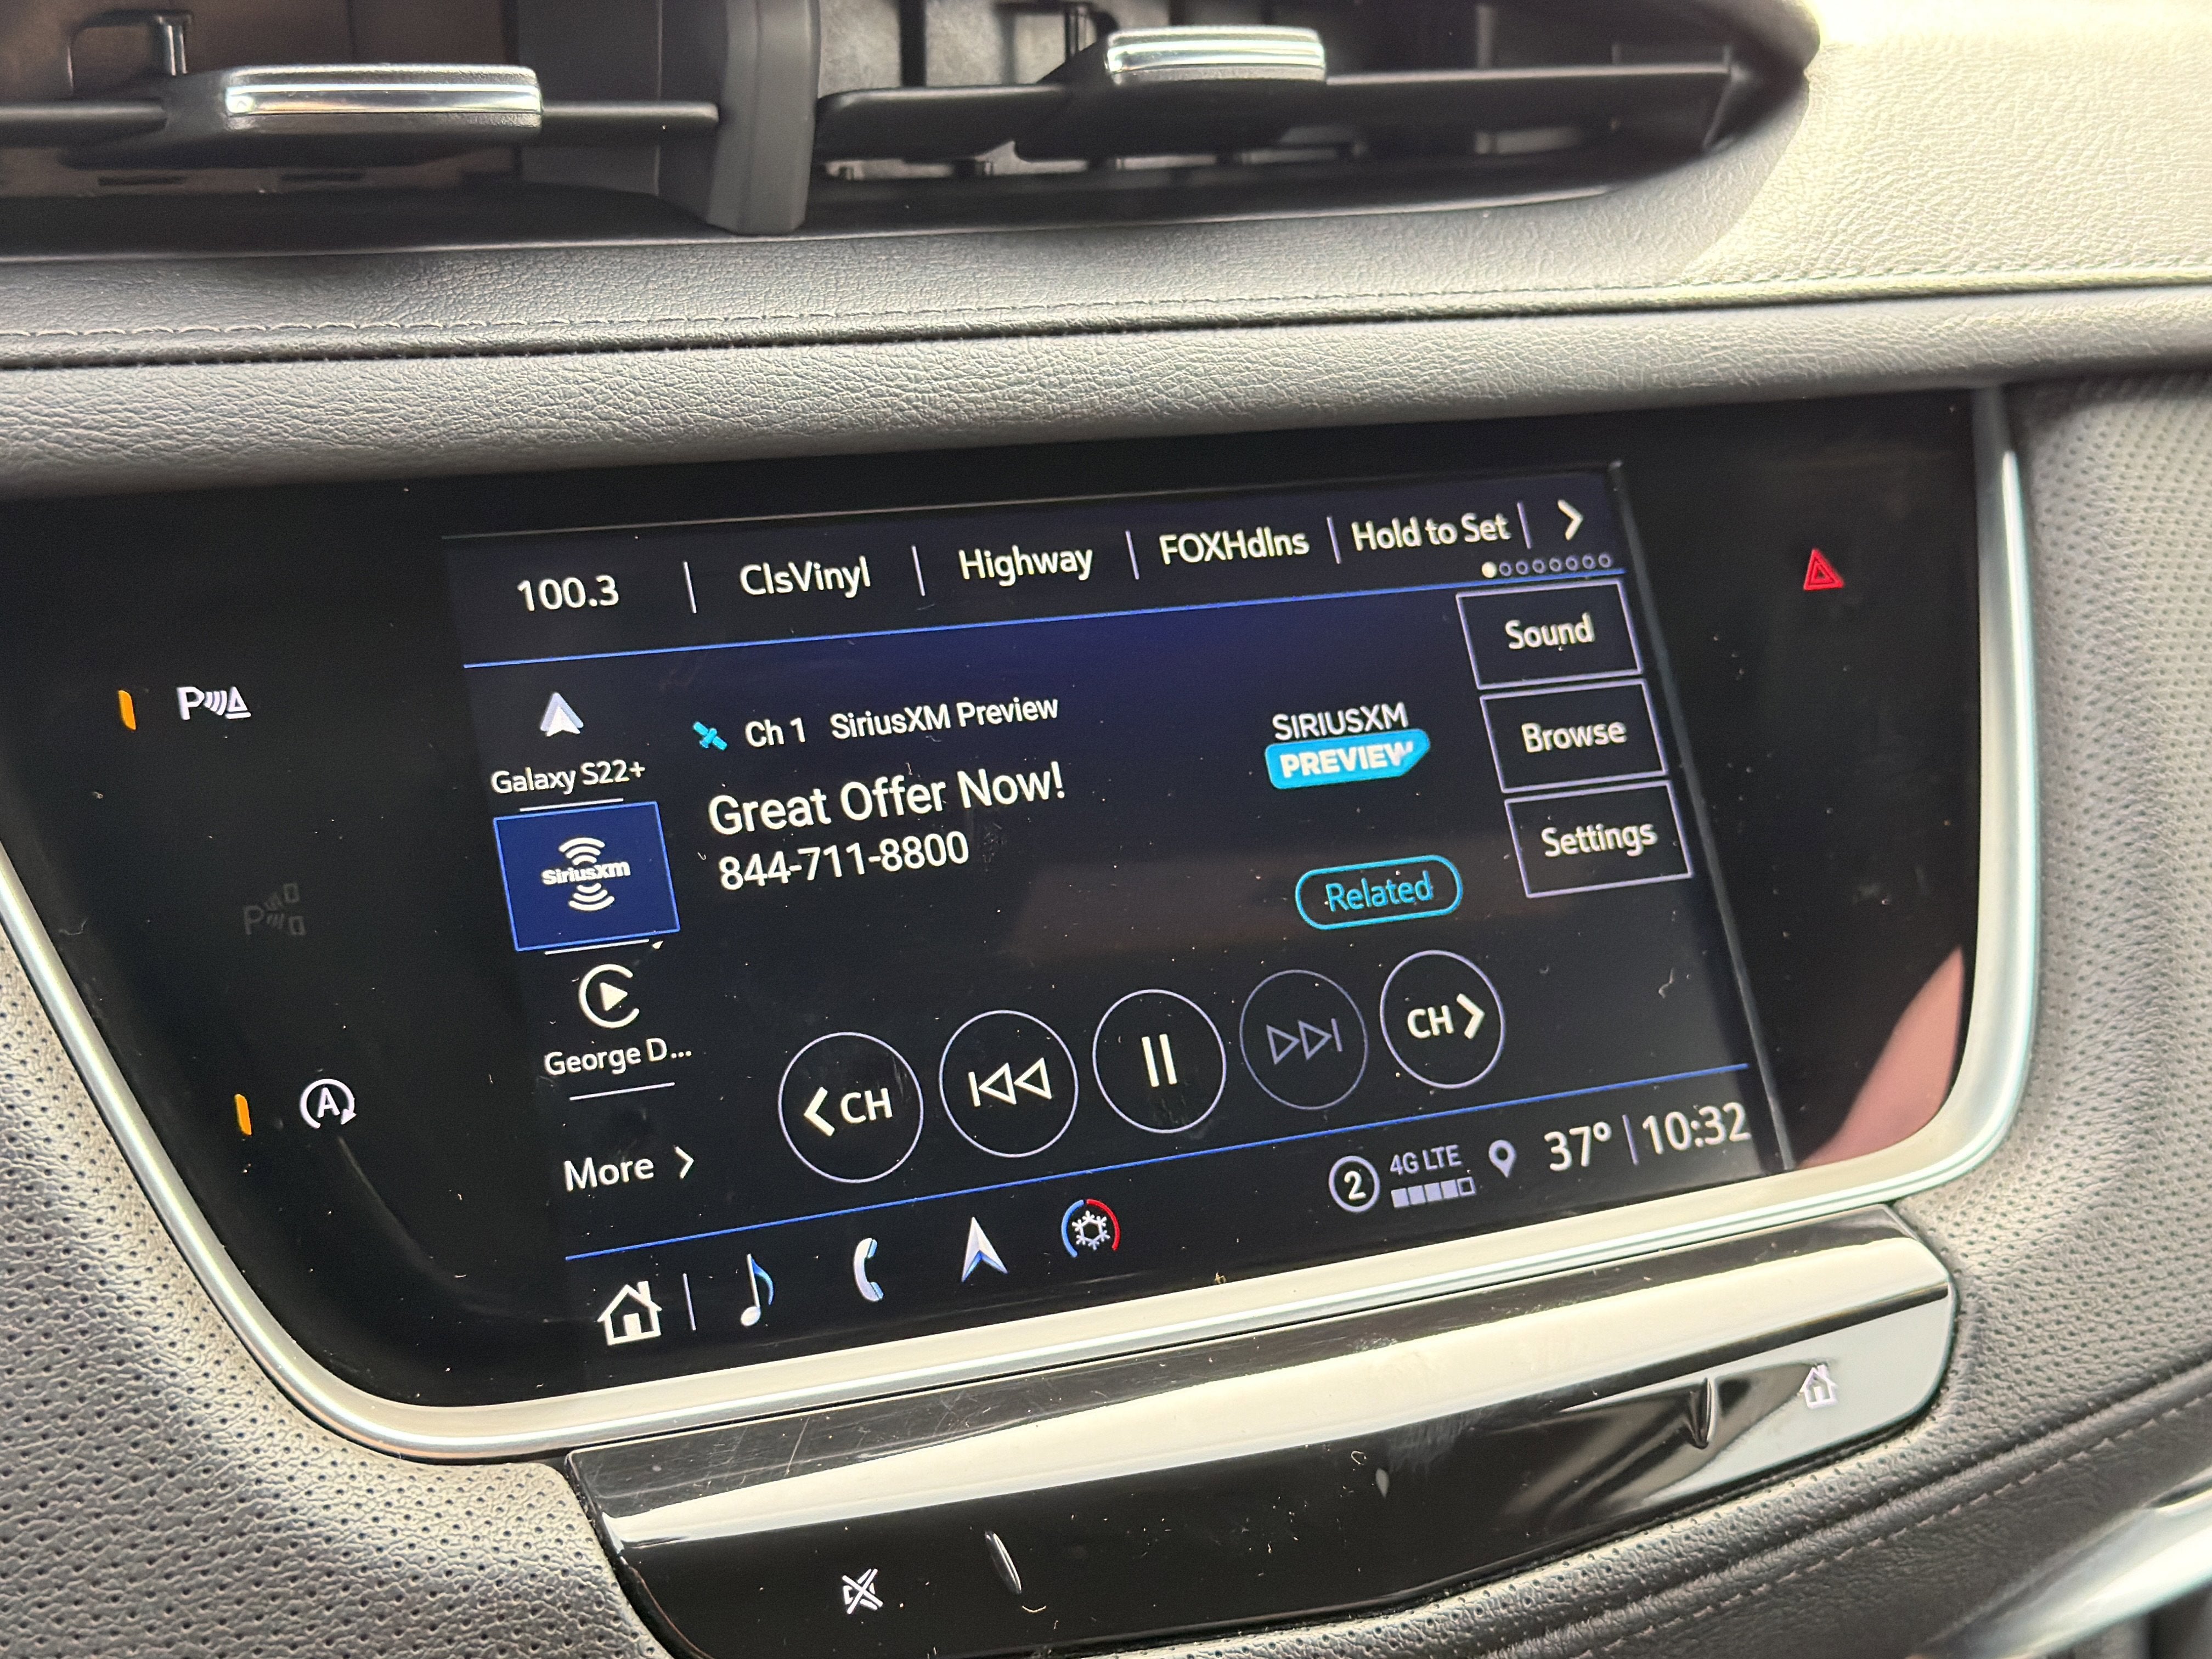 100.3 | ClsVinyl | Highway | FOXHdlns | Hold to Set |
Sound
Ch 1 SiriusXM Preview
SIRIUSXM
PREVIEW
Browse
Galaxy S22+
Great Offer Now!
844-711-8800
Settings
SiriusXm
Related
George D...
CH
CH
More
2
4G LTE
37° | 10:32
P
P
A